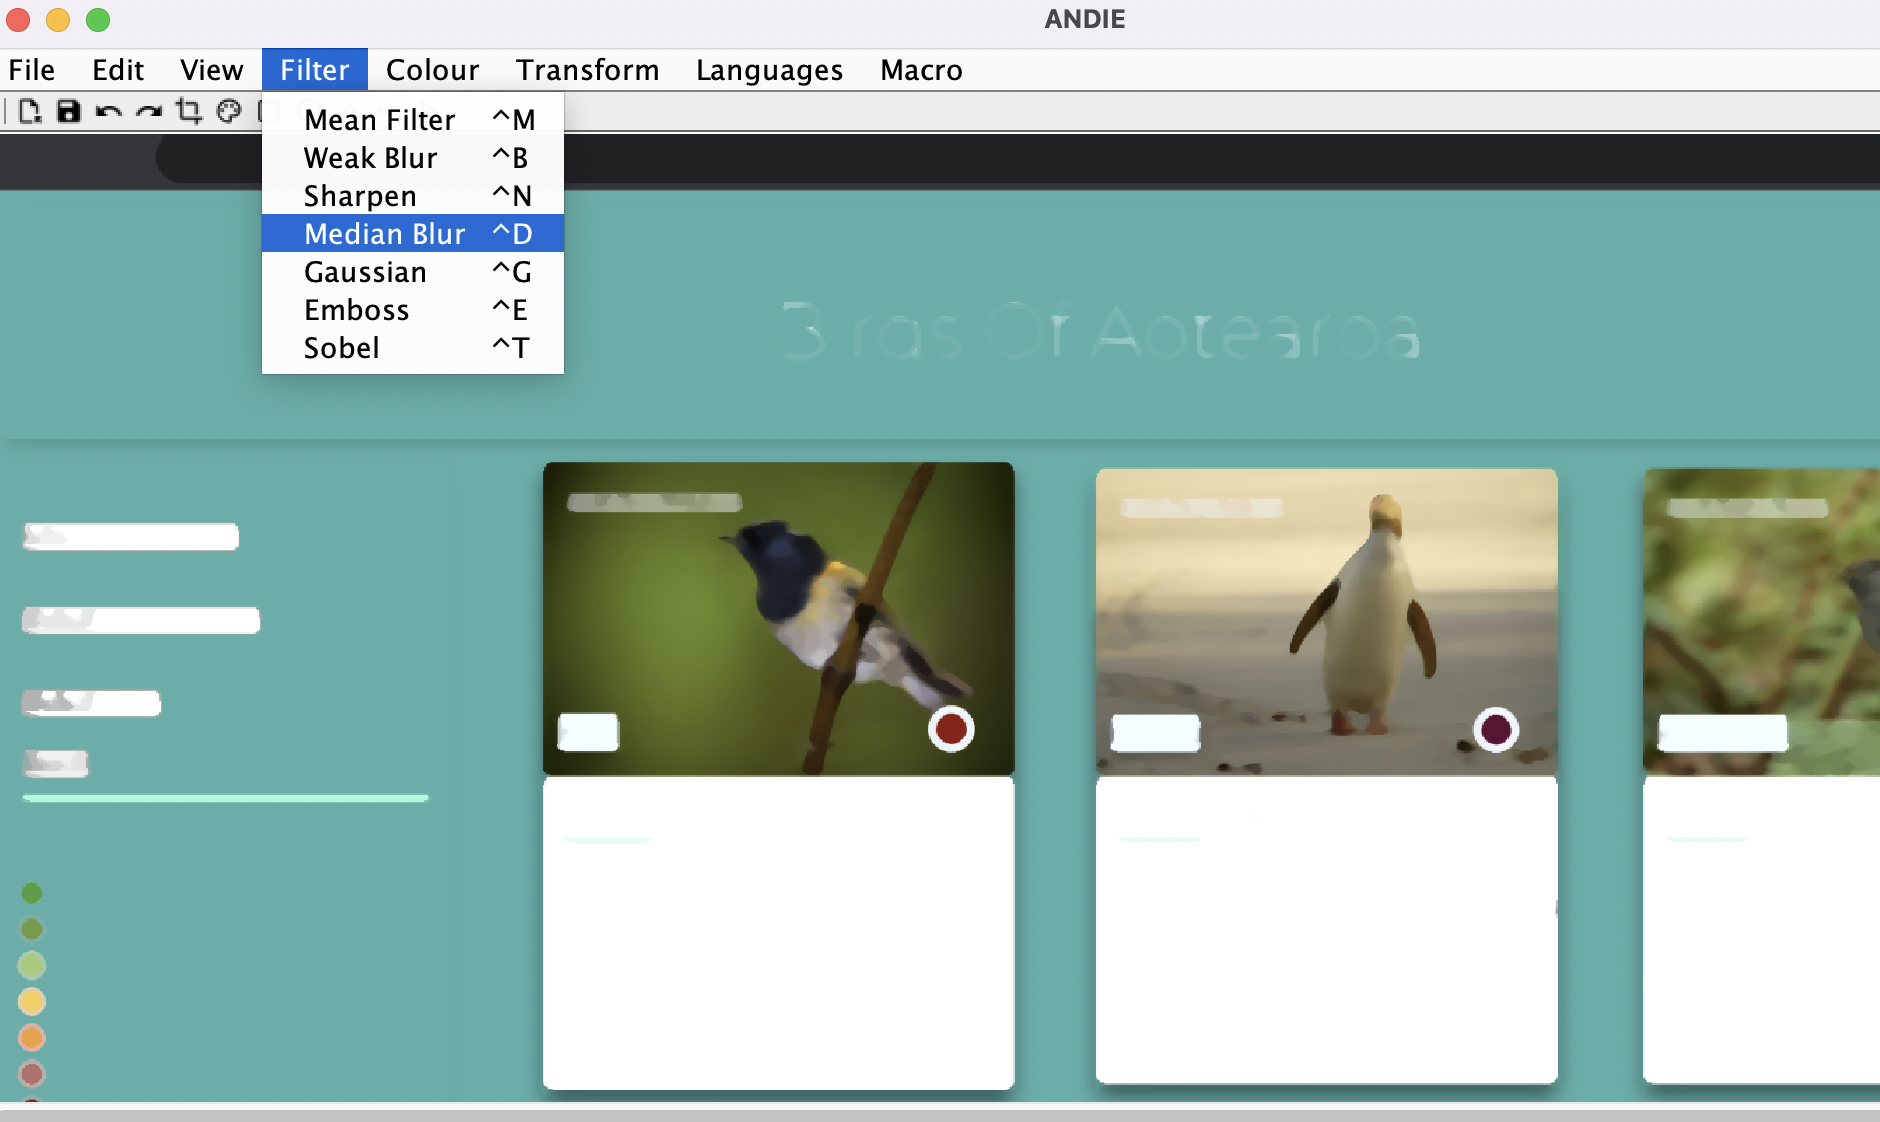 ANDIE
File Edit View Filter Colour Transform Languages Macro
Mean Filter ^M
Weak Blur ^B
Sharpen ^N
Median Blur ^D
Gaussian ^G
Emboss ^E
Sobel ^T
Birds Of Aotearoa